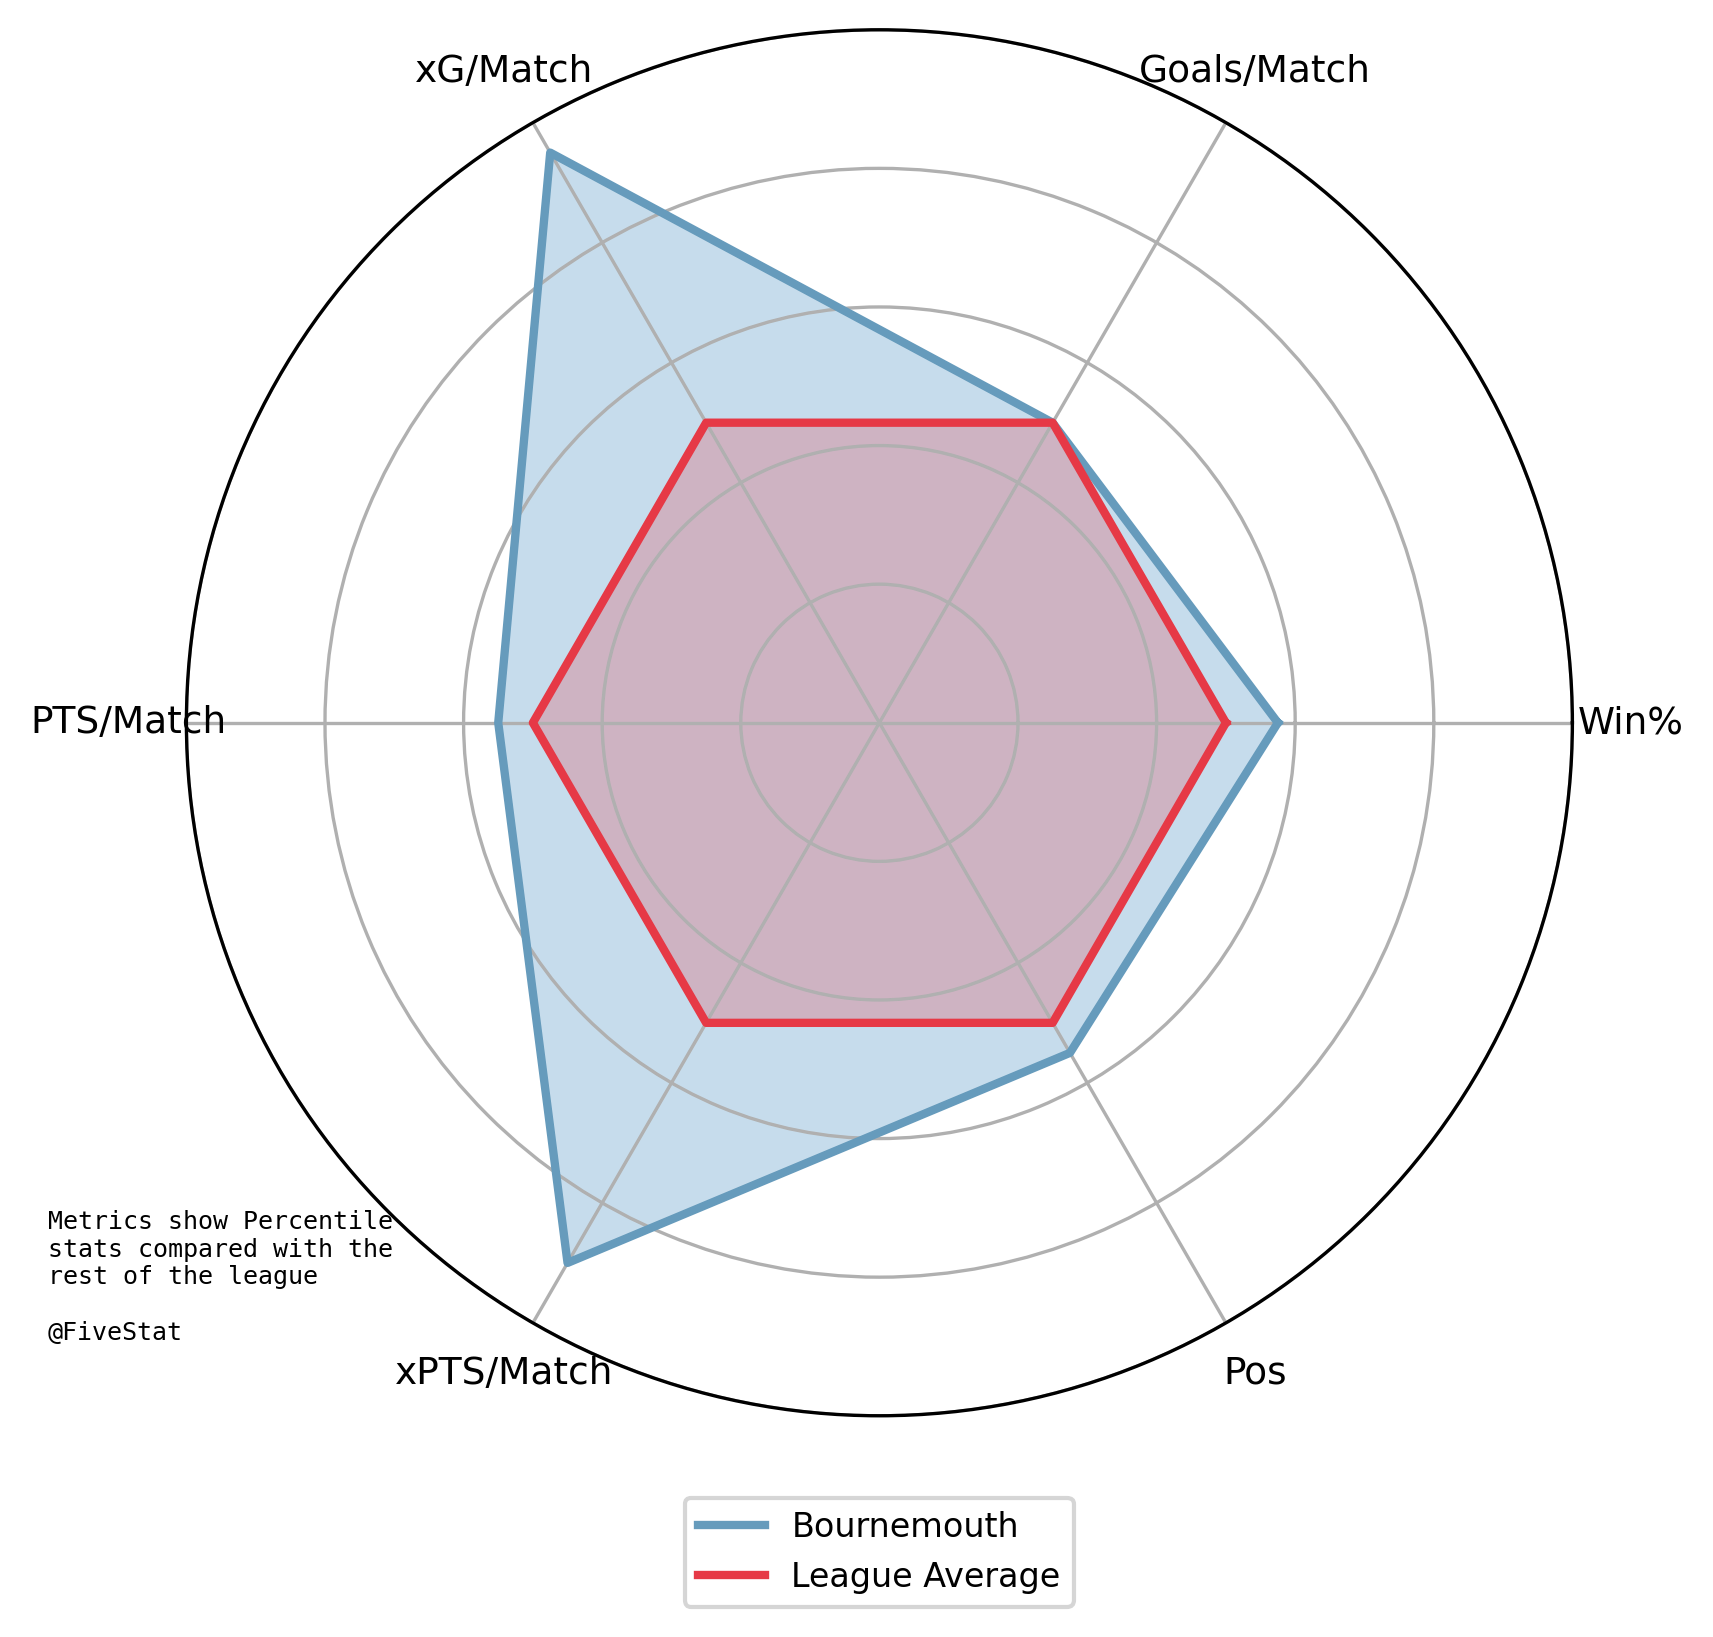 xG/Match
Goals/Match
PTS/Match
Win%
Metrics show Percentile
stats compared with the
rest of the league
@FiveStat
xPTS/Match
Pos
Bournemouth
League Average